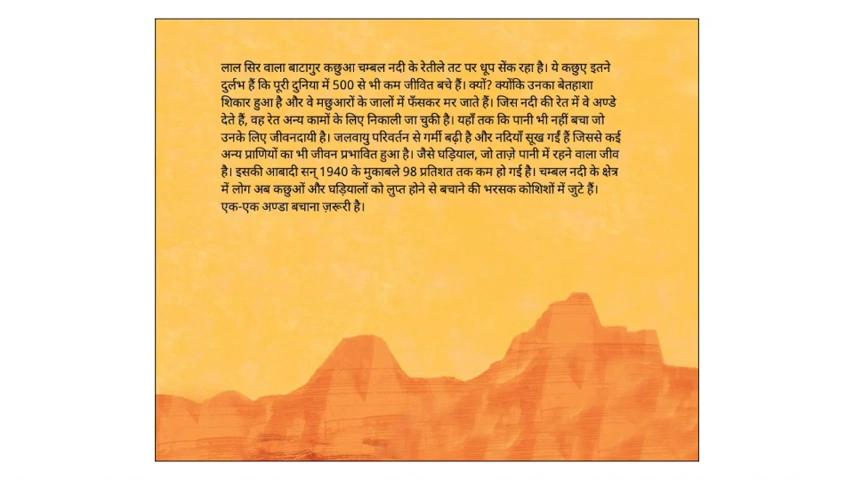 लाल सिर वाला बाटागुर कछुआ चम्बल नदी के रेतीले तट पर धूप सेंक रहा है। ये कछुए इतने
दुर्लभ हैं कि पूरी दुनिया में 500 से भी कम जीवित बचे हैं। क्यों? क्योंकि उनका बेतहाशा
शिकार हुआ है और वे मछुआरों के जालों में फँसकर मर जाते हैं। जिस नदी की रेत में वे अण्डे
देते हैं, वह रेत अन्य कामों के लिए निकाली जा चुकी है। यहाँ तक कि पानी भी नहीं बचा जो
उनके लिए जीवनदायी है। जलवायु परिवर्तन से गर्मी बढ़ी है और नदियाँ सूख गईं हैं जिससे कई
अन्य प्राणियों का भी जीवन प्रभावित हुआ है। जैसे घड़ियाल, जो ताज़े पानी में रहने वाला जीव
है। इसकी आबादी सन् 1940 के मुकाबले 98 प्रतिशत तक कम हो गई है। चम्बल नदी के क्षेत्र
में लोग अब कछुओं और घड़ियालों को लुप्त होने से बचाने की भरसक कोशिशों में जुटे हैं।
एक-एक अण्डा बचाना ज़रूरी है।